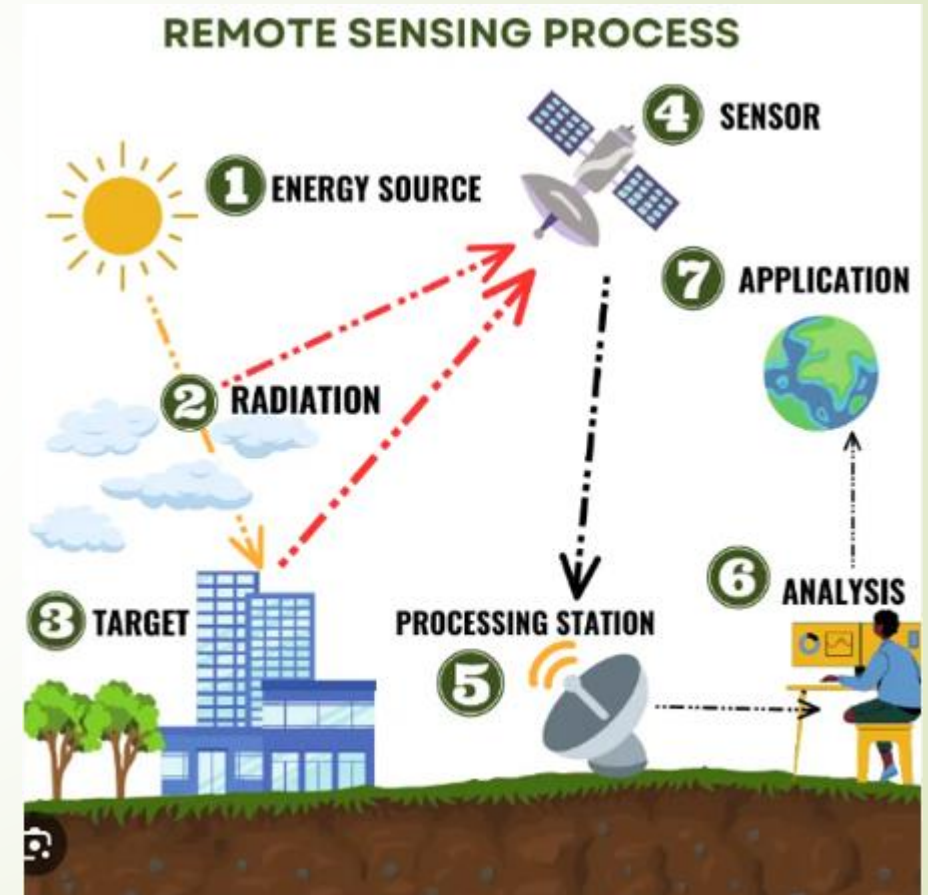 REMOTE SENSING PROCESS
1 ENERGY SOURCE
2 RADIATION
3 TARGET
4 SENSOR
PROCESSING STATION
5
6 ANALYSIS
7 APPLICATION